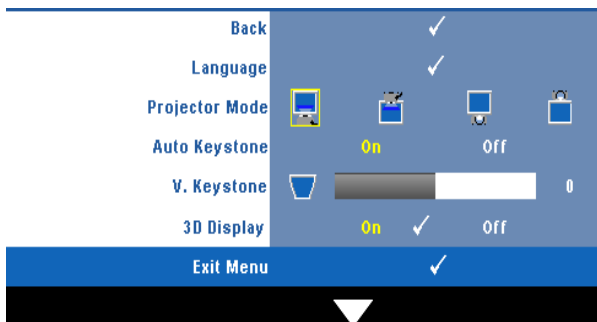 Back
Language
Projector Mode
Auto Keystone On Off
V. Keystone 0
3D Display On Off
Exit Menu